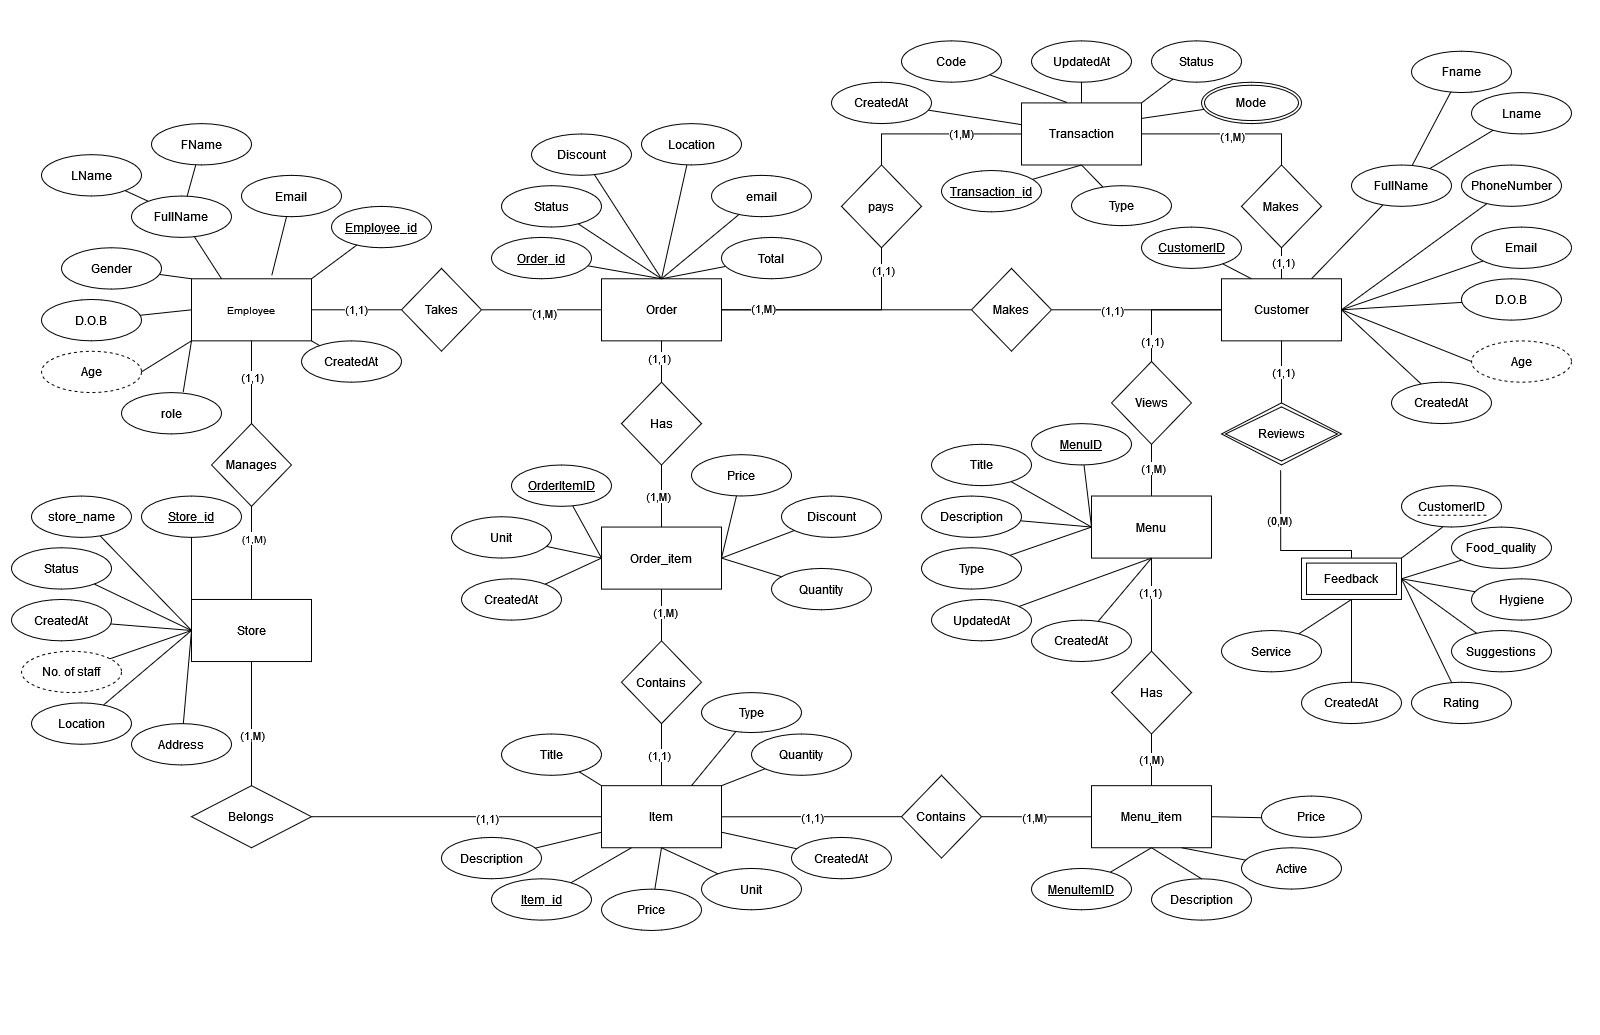 Fname
Code
UpdatedAt
Status
CreatedAt
Mode
Lname
Transaction
(1,M)
(1,M)
FName
Discount
Location
LName
FullName
Email
Employee_id
Status
email
Transaction_id
Type
pays
Makes
FullName
PhoneNumber
Gender
Order_id
Total
CustomerID
Email
(1,1)
(1,1)
D.O.B
Employee
(1,1)
Takes
(1,M)
Order
(1,M)
Makes
(1,1)
Customer
D.O.B
Age
CreatedAt
(1,1)
(1,1)
(1,1)
(1,1)
Age
role
Has
Views
CreatedAt
Reviews
Manages
Title
MenuID
(1,M)
store_name
Store_id
OrderItemID
Price
(1,M)
CustomerID
Unit
Discount
Description
Menu
(0,M)
(1,M)
Food_quality
Status
Order_item
Type
Feedback
CreatedAt
Quantity
(1,1)
Hygiene
CreatedAt
Store
(1,M)
UpdatedAt
CreatedAt
Service
Suggestions
No. of staff
Contains
Has
CreatedAt
Rating
Location
Address
(1,M)
Type
Title
Quantity
(1,1)
(1,M)
Belongs
(1,1)
Item
(1,1)
Contains
(1,M)
Menu_item
Price
Description
CreatedAt
Active
Item_id
Price
Unit
MenuItemID
Description